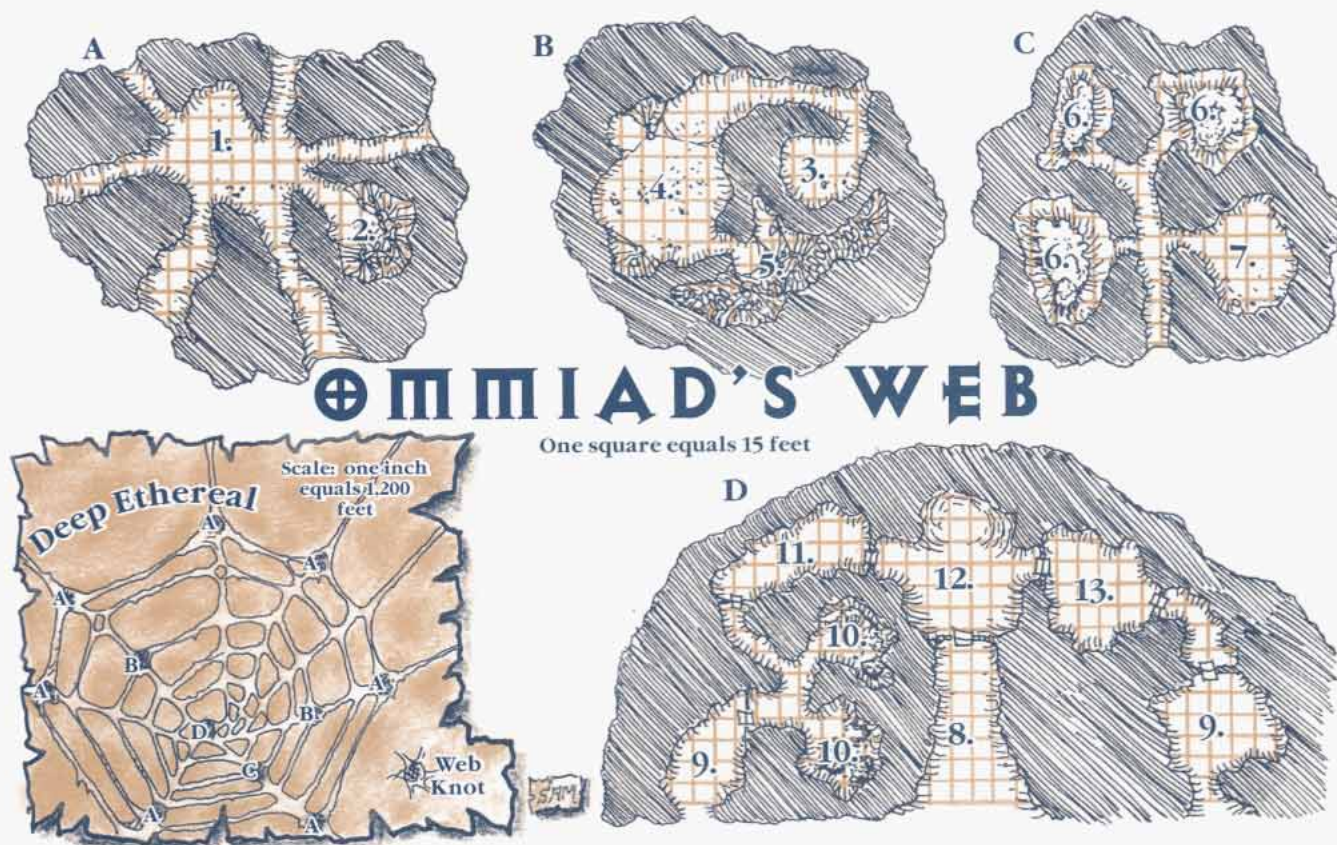 A
B
C
1.
2.
3.
4.
5.
6.
6.
6.
7.
OMMIAD'S WEB
One square equals 15 feet
Deep Ethereal
Scale: one inch
equals 1,200
feet
A
A
A
B
A
A
B
D
C
A
A
Web
Knot
SAM
D
11.
12.
13.
10.
9.
10.
8.
9.